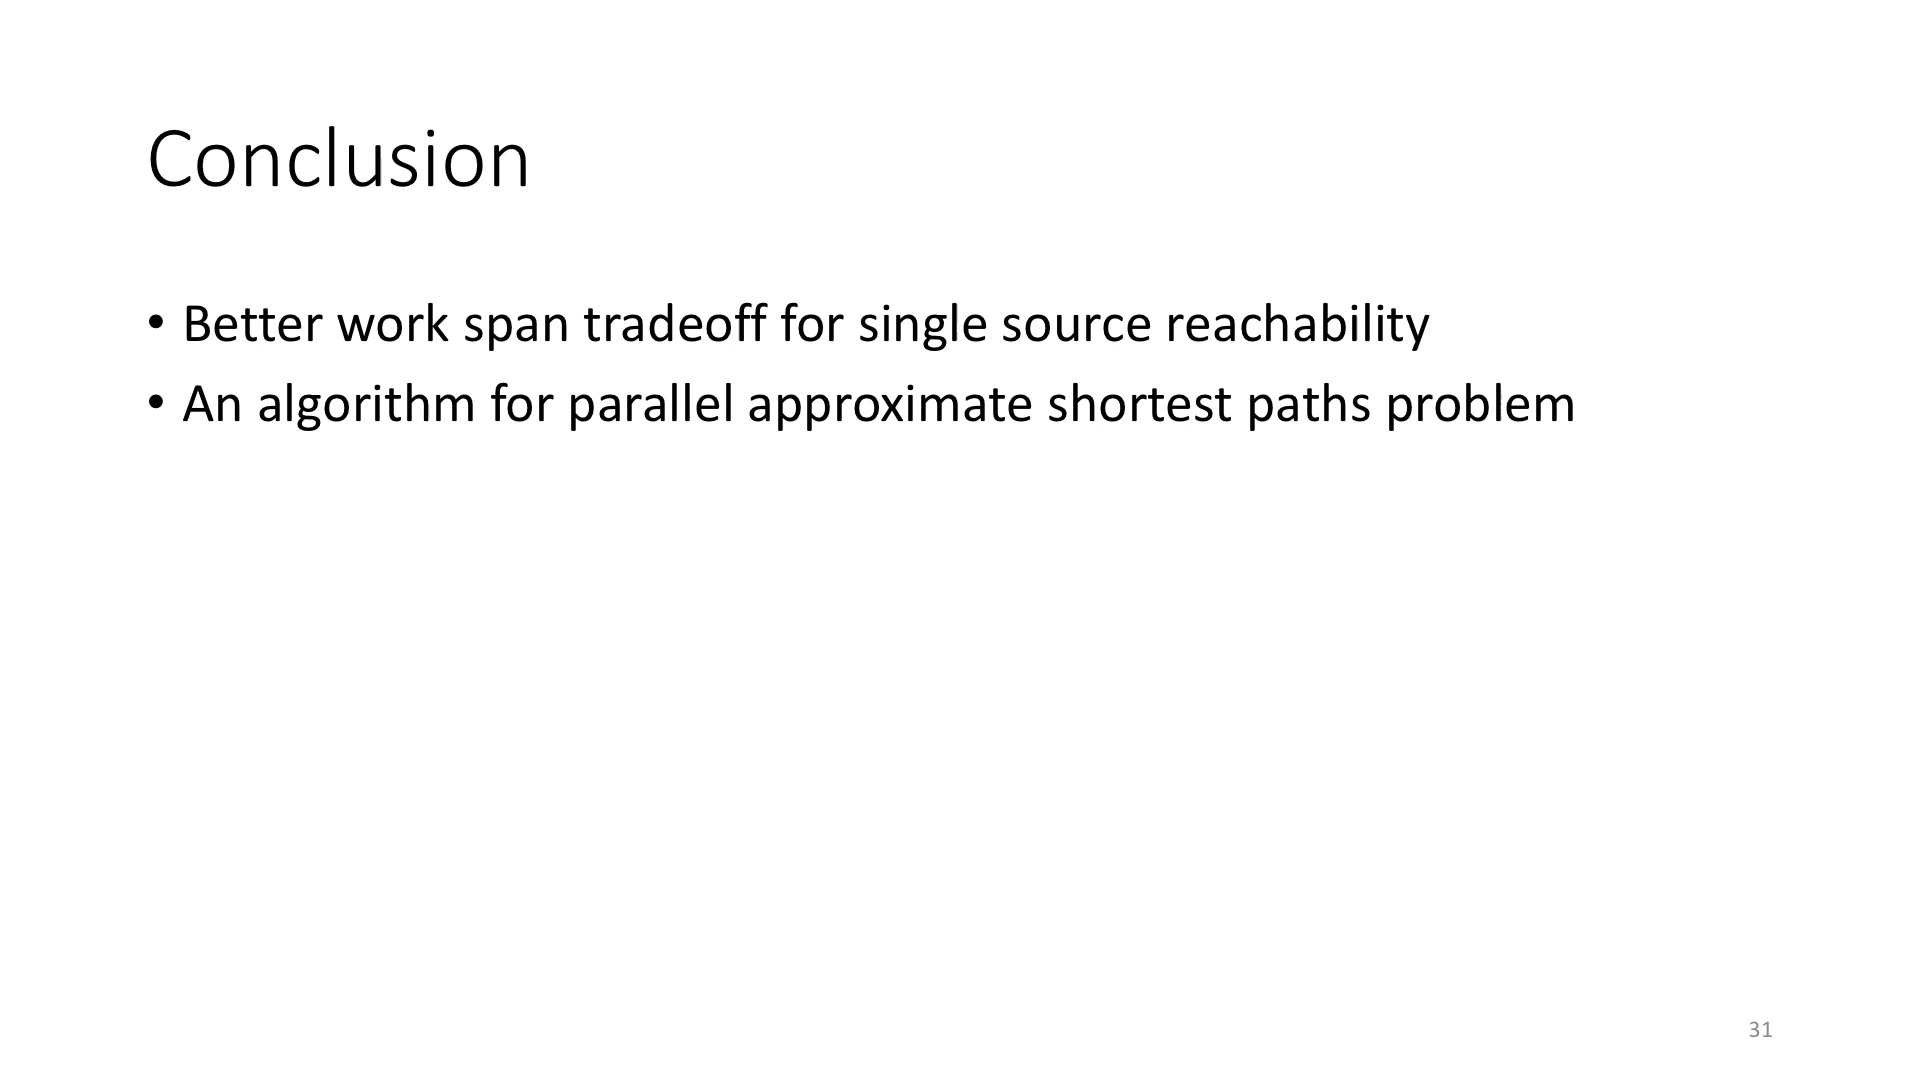 Conclusion
• Better work span tradeoff for single source reachability
• An algorithm for parallel approximate shortest paths problem
31